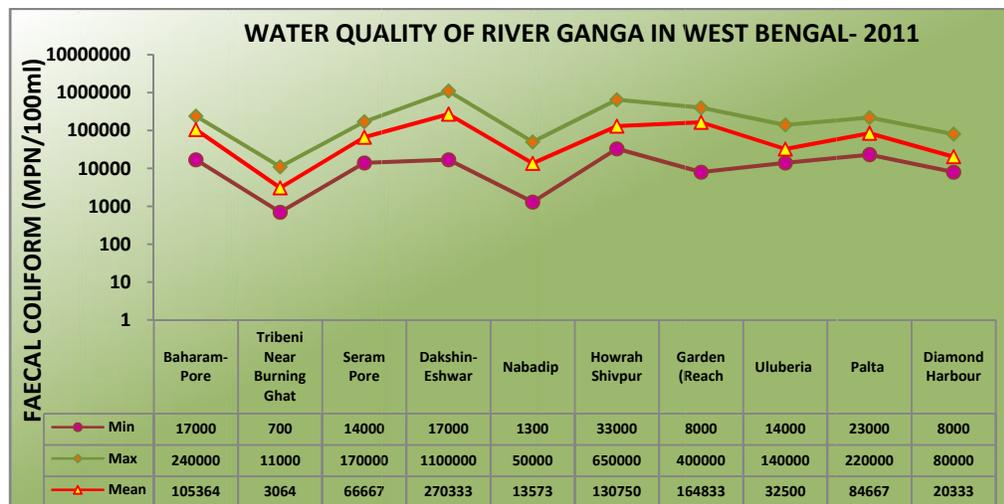 WATER QUALITY OF RIVER GANGA IN WEST BENGAL- 2011
FAECAL COLIFORM (MPN/100ml)
10000000
1000000
100000
10000
1000
100
10
1
Baharam-
Pore
Tribeni
Near
Burning
Ghat
Seram
Pore
Dakshin-
Eshwar
Nabadip
Howrah
Shivpur
Garden
(Reach
Uluberia
Palta
Diamond
Harbour
Min 17000 700 14000 17000 1300 33000 8000 14000 23000 8000
Max 240000 11000 170000 1100000 50000 650000 400000 140000 220000 80000
Mean 105364 3064 66667 270333 13573 130750 164833 32500 84667 20333